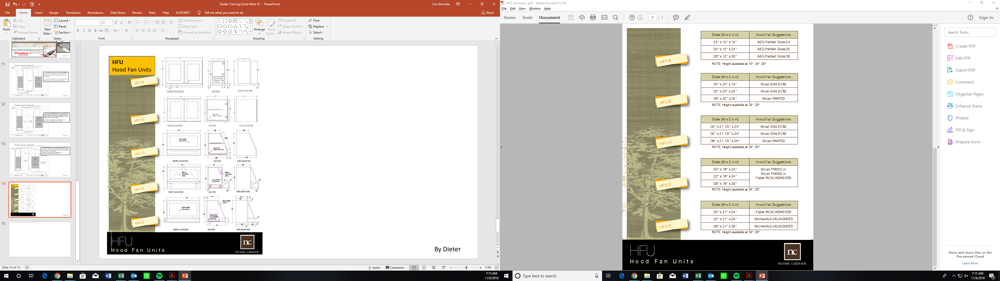 Dealer Training Event Wed 14 - PowerPoint
Leo Almeida
File Home Insert Design Transitions Animations Slide Show Review View Help ACROBAT Tell me what you want to do
Share
Paste
Cut
Copy
Format Painter
Clipboard
New Slide
Layout
Reset
Section
Slides
16
Font
Text Direction
Align Text
Convert to SmartArt
Paragraph
Arrange
Quick Styles
Shape Fill
Shape Outline
Shape Effects
Drawing
Find
Replace
Select
Editing
11
Flush-mount Cabinets
12
Flush-mount Cabinets
13
Flush-mount Cabinets
14
15
HFU
Hood Fan Units
HFU A
FRONT ELEVATION
SECTION
SIDE ELEVATION
HFU B
FRONT ELEVATION
SECTION
SIDE ELEVATION
HFU C
Removable
Door Panel
FRONT ELEVATION
SECTION
SIDE ELEVATION
HFU D
FRONT ELEVATION
SECTION
SIDE ELEVATION
HFU E
Removable
Door Cover
Removable
Cover
KitchenAid
Hood Fan
FRONT ELEVATION
SECTION
SIDE ELEVATION
HFU
Hood Fan Units
nc
nickels cabinets
By Dieter
Slide 14 of 15
Notes
Comments
114%
7:15 AM
11/8/2018
HFU Summary_.pdf - Adobe Acrobat Pro DC
File Edit View Window Help
Home Tools Document
2 / 2
Sign In
HFU A
Sizes (W x D x H) Hood Fan Suggestions
24" x 12" x 18" AEG Perfekt Glide 24
30" x 12" x 24" AEG Perfekt Glide 30
36" x 12" x 30" AEG Perfekt Glide 36
NOTE: Height available at 18", 24", 30"
HFU B
Sizes (W x D x H) Hood Fan Suggestions
30" x 20" x 18" Broan Elite EC62
32" x 20" x 24" Broan Elite EC62
36" x 22" x 30" Broan RMIP33
NOTE: Height available at 24", 30"
HFU C
Sizes (W x D x H) Hood Fan Suggestions
30" x 21 1/2" x 24" Broan Elite EC62
32" x 21 1/2" x 24" Broan Elite EC62
36" x 21 1/2" x 30" Broan RMIP33
NOTE: Height available at 24", 30"
HFU D
Sizes (W x D x H) Hood Fan Suggestions
30" x 16" x 24" Broan PM250 or
Broan PM390 or
32" x 16" x 24" Faber INCA INSM28SS
36" x 16" x 30"
NOTE: Height available at 24", 30"
HFU E
Sizes (W x D x H) Hood Fan Suggestions
30" x 21" x 24" Faber INCA INSM28SS
32" x 21" x 24" KitchenAid UXL5430BSS
36" x 21" x 30" KitchenAid UXL5430BSS
NOTE: Height available at 24", 30"
HFU
Hood Fan Units
nc
nickels cabinets
Search Tools...
Create PDF
Edit PDF
Export PDF
Comment
Organize Pages
Enhance Scans
Protect
Fill & Sign
Prepare Form
Store and share files in the
Document Cloud
Learn More
Type here to search
7:15 AM
11/8/2018